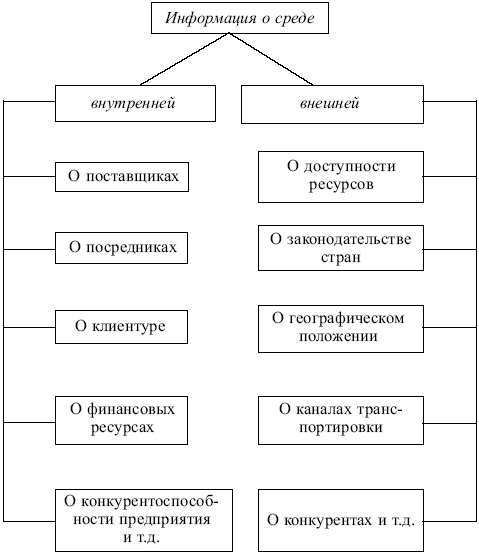 Информация о среде
внутренней
внешней
О поставщиках
О доступности
ресурсов
О посредниках
О законодательстве
стран
О клиентуре
О географическом
положении
О финансовых
ресурсах
О каналах транс-
портировки
О конкурентоспособ-
ности предприятия
и т.д.
О конкурентах и т.д.